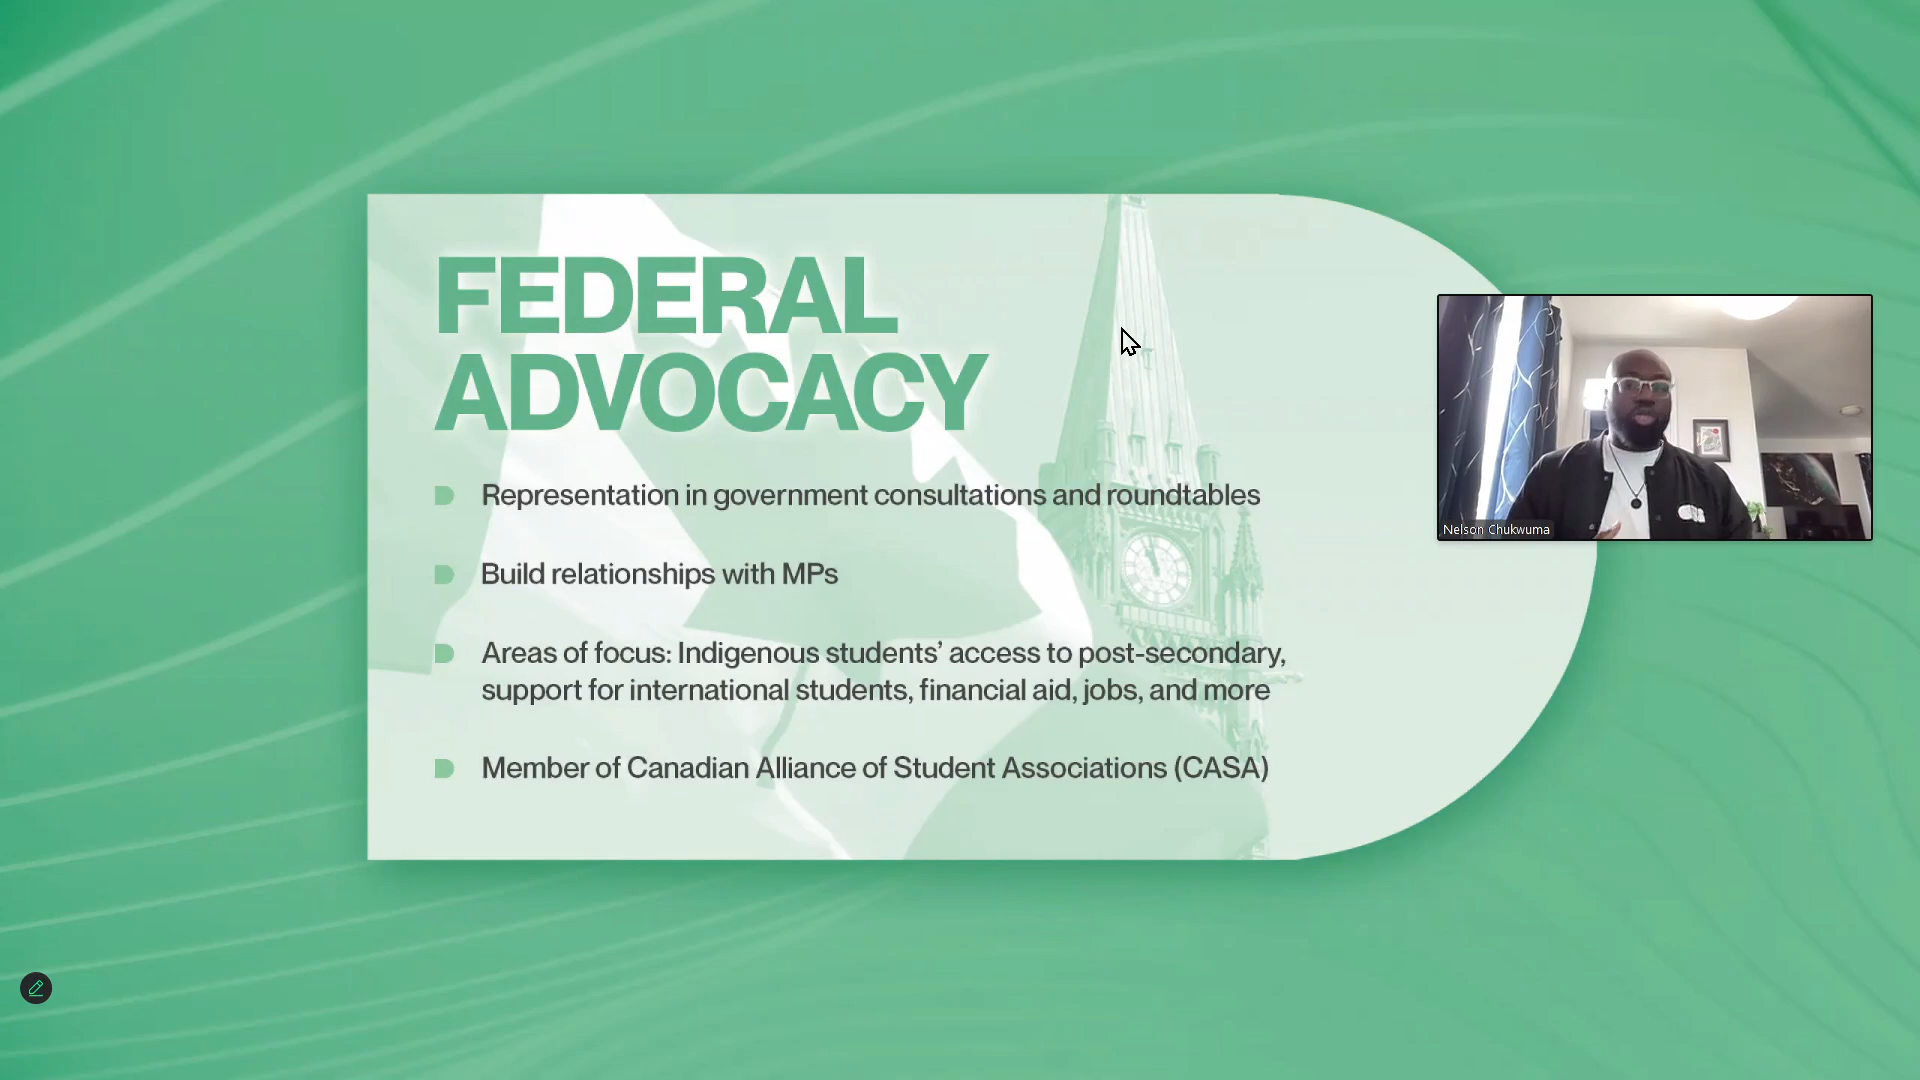 FEDERAL
ADVOCACY
Representation in government consultations and roundtables
Build relationships with MPs
Areas of focus: Indigenous students’ access to post-secondary,
support for international students, financial aid, jobs, and more
Member of Canadian Alliance of Student Associations (CASA)
Nelson Chukwuma